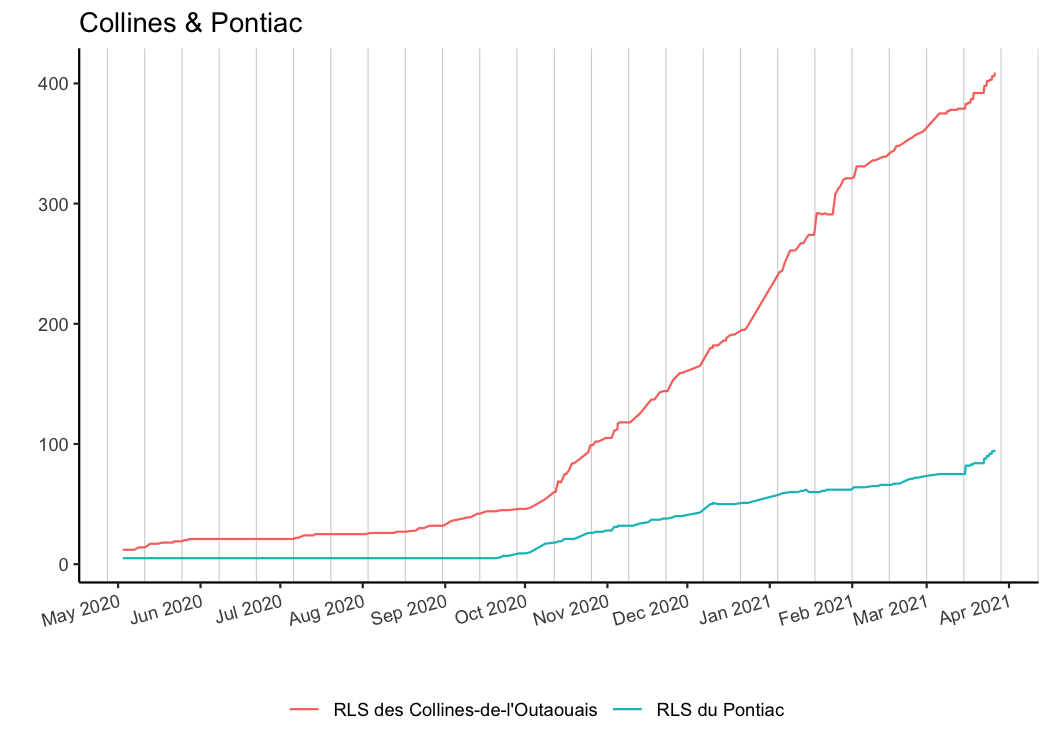 Collines & Pontiac
400
300
200
100
0
May 2020
Jun 2020
Jul 2020
Aug 2020
Sep 2020
Oct 2020
Nov 2020
Dec 2020
Jan 2021
Feb 2021
Mar 2021
Apr 2021
RLS des Collines-de-l'Outaouais
RLS du Pontiac